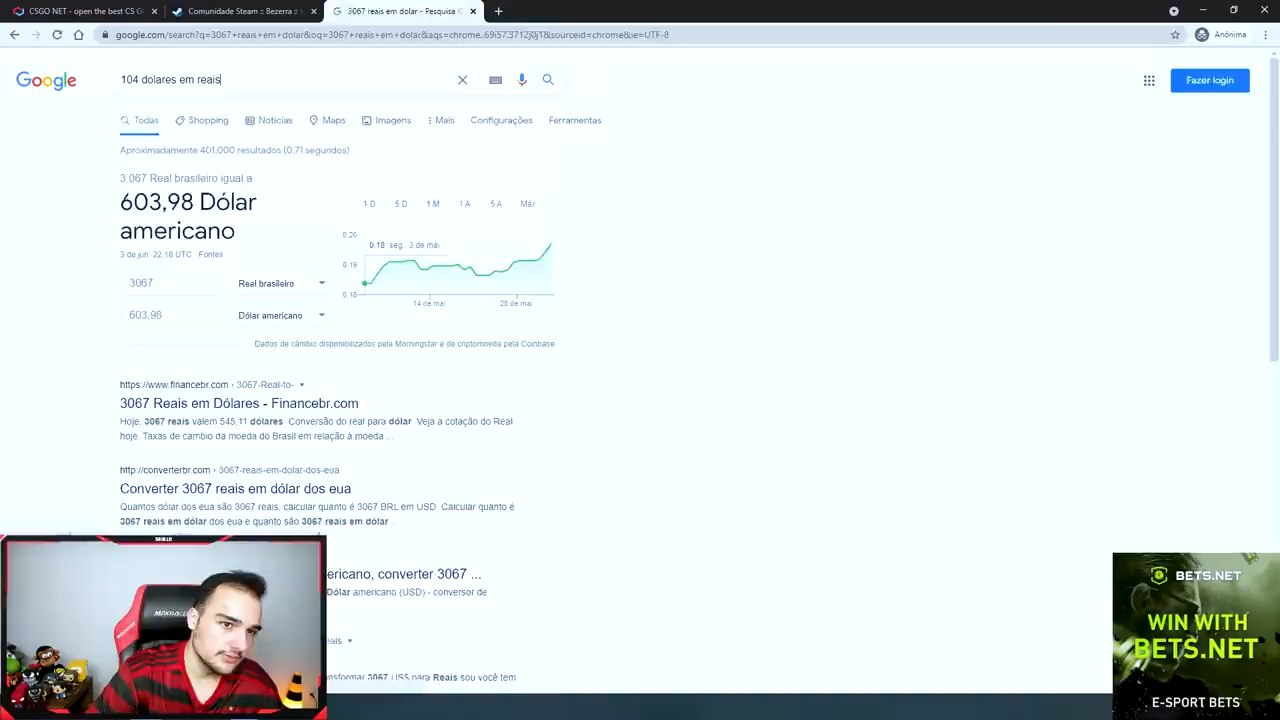 CSGO NET - open the best CS G
Comunidade Steam :: Bezerra ::
3067 reais em dolar - Pesquisa G
google.com/search?q=3067+reais+em+dolar&oq=3067+reais+em+dolar&aqs=chrome..69i57.3712j0j1&sourceid=chrome&ie=UTF-8
Anônima
Google
104 dolares em reais
Fazer login
Todas
Shopping
Notícias
Maps
Imagens
Mais
Configurações
Ferramentas
Aproximadamente 401.000 resultados (0,71 segundos)
3.067 Real brasileiro igual a
603,98 Dólar
americano
3 de jun. 22:18 UTC · Fontes
3067
Real brasileiro
603,98
Dólar americano
1 D
5 D
1 M
1 A
5 A
Máx
0,20
0,19
0,18
0.18 seg. 3 de mai
14 de mai
28 de mai
Dados de câmbio disponibilizados pela Morningstar e de criptomoeda pela Coinbase
https://www.financebr.com › 3067-Real-to-
3067 Reais em Dólares - Financebr.com
Hoje, 3067 reais valem 545,11 dólares Conversão do real para dólar Veja a cotação do Real
hoje. Taxas de cambio da moeda do Brasil em relação à moeda ...
http://converterbr.com › 3067-reais-em-dolar-dos-eua
Converter 3067 reais em dólar dos eua
Quantos dólar dos eua são 3067 reais, calcular quanto é 3067 BRL em USD Calcular quanto é
3067 reais em dólar dos eua e quanto são 3067 reais em dólar ...
ericano, converter 3067 ...
Dólar americano (USD) - conversor de
eais
nsformar 3067 US$ para Reais sou você tem
BETS.NET
WIN WITH
BETS.NET
E-SPORT BETS